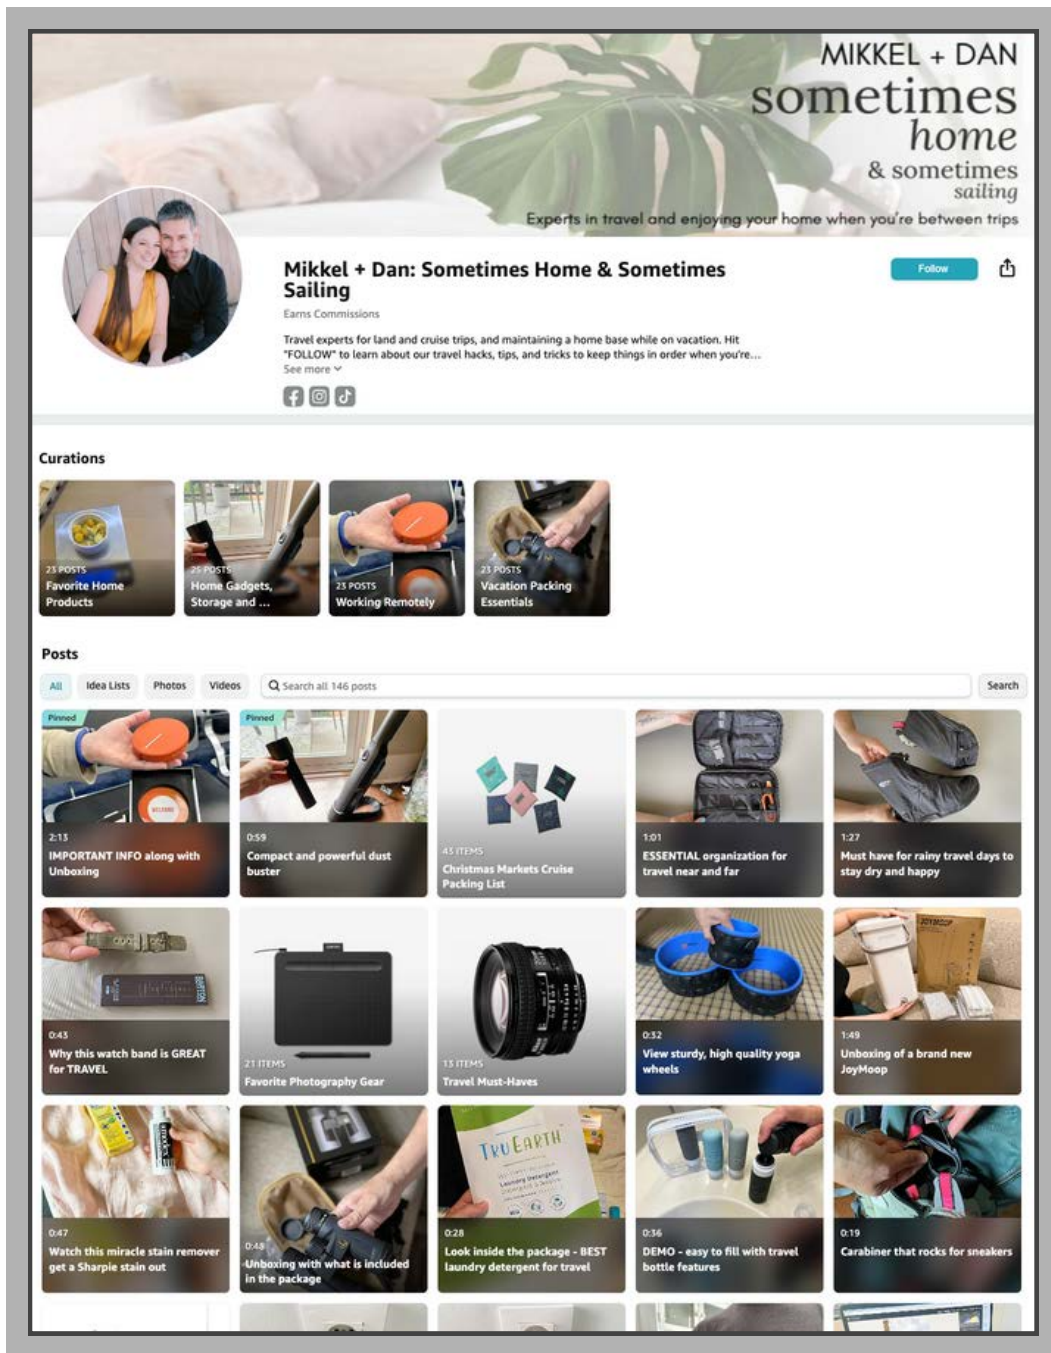 MIKKEL + DAN
sometimes
home
& sometimes
sailing
Experts in travel and enjoying your home when you're between trips
Mikkel + Dan: Sometimes Home & Sometimes
Sailing
Follow
Earns Commissions
Travel experts for land and cruise trips, and maintaining a home base while on vacation. Hit
"FOLLOW" to learn about our travel hacks, tips, and tricks to keep things in order when you're...
See more
Curations
23 POSTS
Favorite Home
Products
25 POSTS
Home Gadgets,
Storage and ...
23 POSTS
Working Remotely
23 POSTS
Vacation Packing
Essentials
Posts
All
Idea Lists
Photos
Videos
Search all 146 posts
Search
Pinned
WELCOME
2:13
IMPORTANT INFO along with
Unboxing
Pinned
0:59
Compact and powerful dust
buster
43 ITEMS
Christmas Markets Cruise
Packing List
1:01
ESSENTIAL organization for
travel near and far
1:27
Must have for rainy travel days to
stay dry and happy
BARTON
0:43
Why this watch band is GREAT
for TRAVEL
21 ITEMS
Favorite Photography Gear
13 ITEMS
Travel Must-Haves
0:32
View sturdy, high quality yoga
wheels
JOYMOOP
1:49
Unboxing of a brand new
JoyMoop
0:47
Watch this miracle stain remover
get a Sharpie stain out
0:48
Unboxing with what is included
in the package
TRU EARTH
Laundry Detergent
0:28
Look inside the package - BEST
laundry detergent for travel
0:36
DEMO - easy to fill with travel
bottle features
0:19
Carabiner that rocks for sneakers